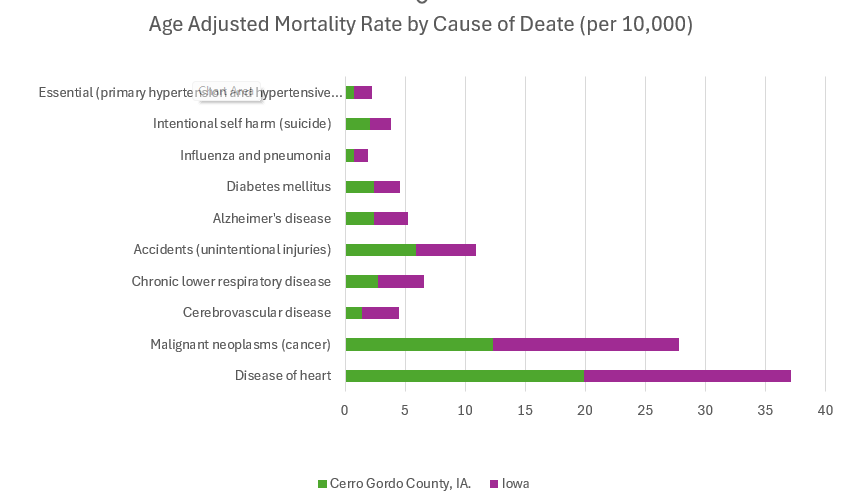 Age Adjusted Mortality Rate by Cause of Deate (per 10,000)
Essential (primary hypertension and hypertensive...
Intentional self harm (suicide)
Influenza and pneumonia
Diabetes mellitus
Alzheimer's disease
Accidents (unintentional injuries)
Chronic lower respiratory disease
Cerebrovascular disease
Malignant neoplasms (cancer)
Disease of heart
0 5 10 15 20 25 30 35 40
Cerro Gordo County, IA. Iowa